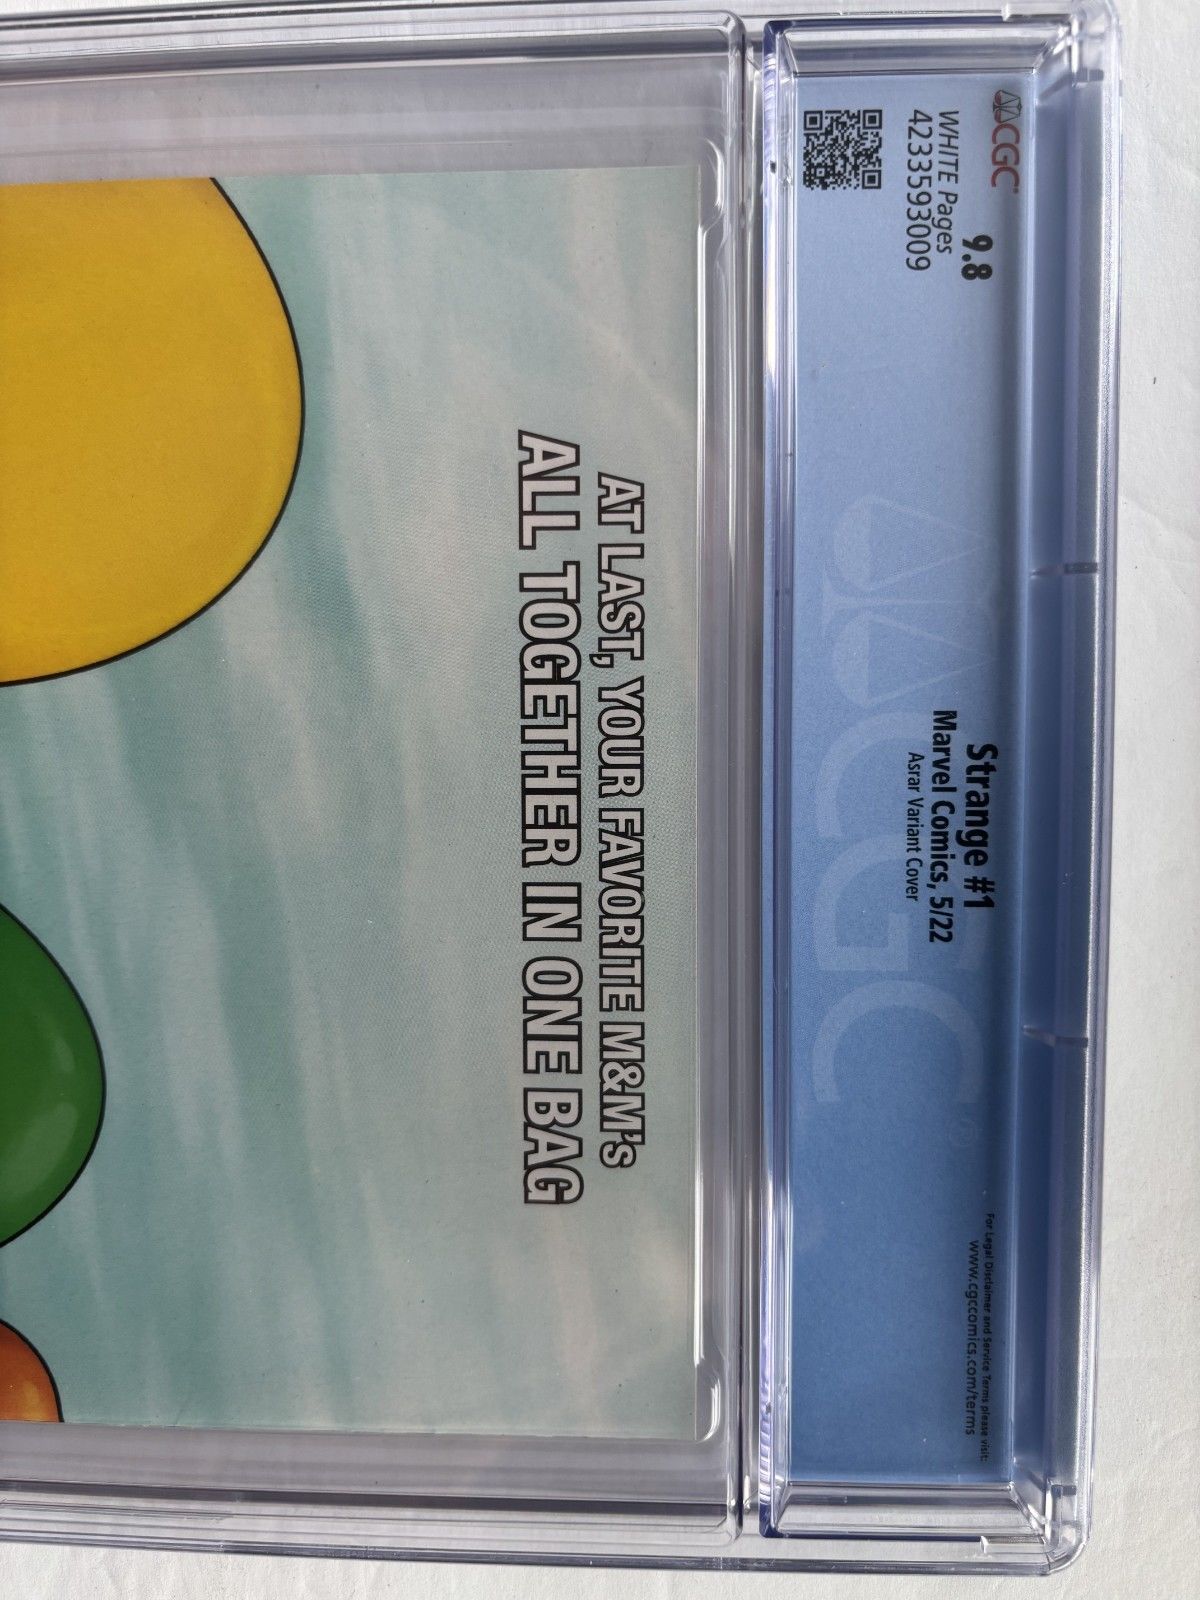 CGC
9.8
WHITE Pages
4233593009
Strange #1
Marvel Comics, 5/22
Asrar Variant Cover
For Legal Disclaimer and Service Terms please visit:
www.cgccomics.com/terms
CGC
AT LAST, YOUR FAVORITE M&M's
ALL TOGETHER IN ONE BAG